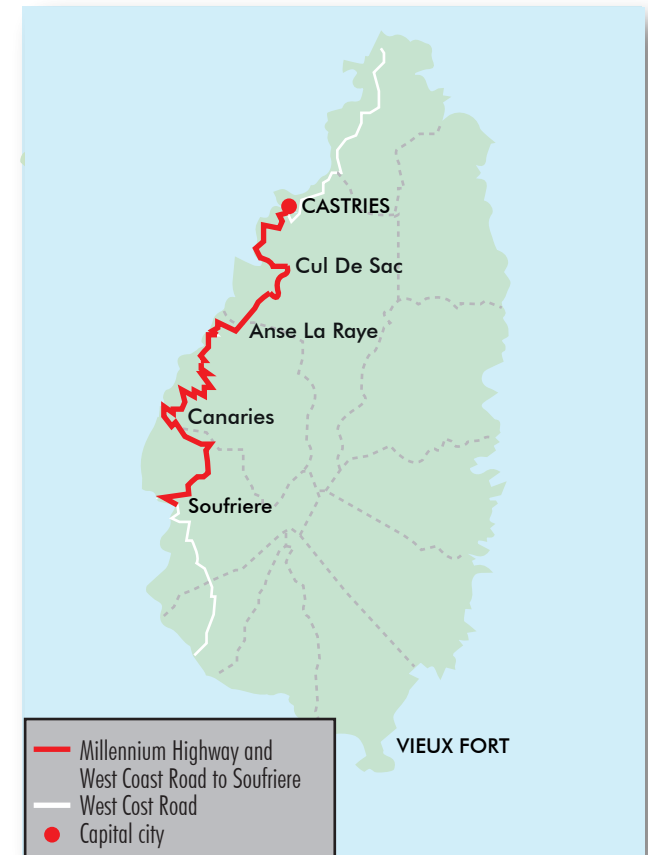 CASTRIES
Cul De Sac
Anse La Raye
Canaries
Soufriere
VIEUX FORT
Millennium Highway and
West Coast Road to Soufriere
West Cost Road
Capital city